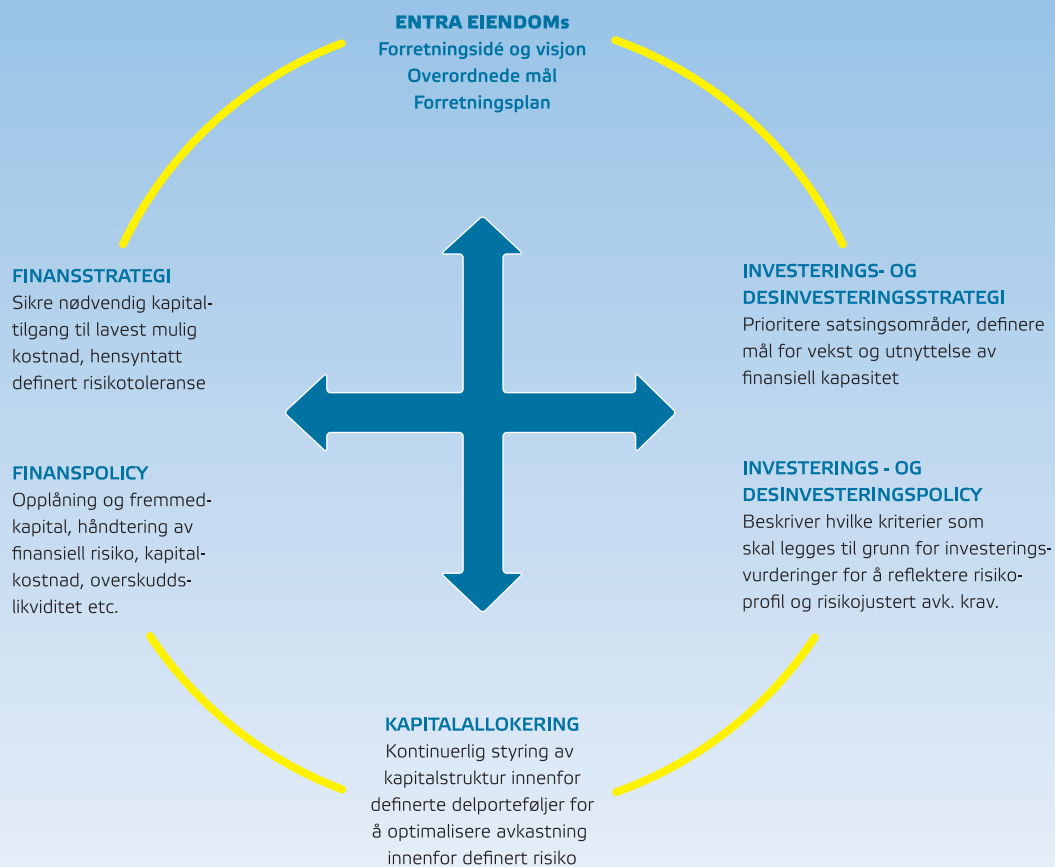 ENTRA EIENDOMs
Forretningsidé og visjon
Overordnede mål
Forretningsplan
FINANSSTRATEGI
Sikre nødvendig kapital-
tilgang til lavest mulig
kostnad, hensyntatt
definert risikotoleranse
INVESTERINGS- OG
DESINVESTERINGSSTRATEGI
Prioritere satsingsområder, definere
mål for vekst og utnyttelse av
finansiell kapasitet
FINANSPOLICY
Opplåning og fremmed-
kapital, håndtering av
finansiell risiko, kapital-
kostnad, overskudds-
likviditet etc.
INVESTERINGS - OG
DESINVESTERINGSPOLICY
Beskriver hvilke kriterier som
skal legges til grunn for investerings-
vurderinger for å reflektere risiko-
profil og risikojustert avk. krav.
KAPITALALLOKERING
Kontinuerlig styring av
kapitalstruktur innenfor
definerte delporteføljer for
å optimalisere avkastning
innenfor definert risiko